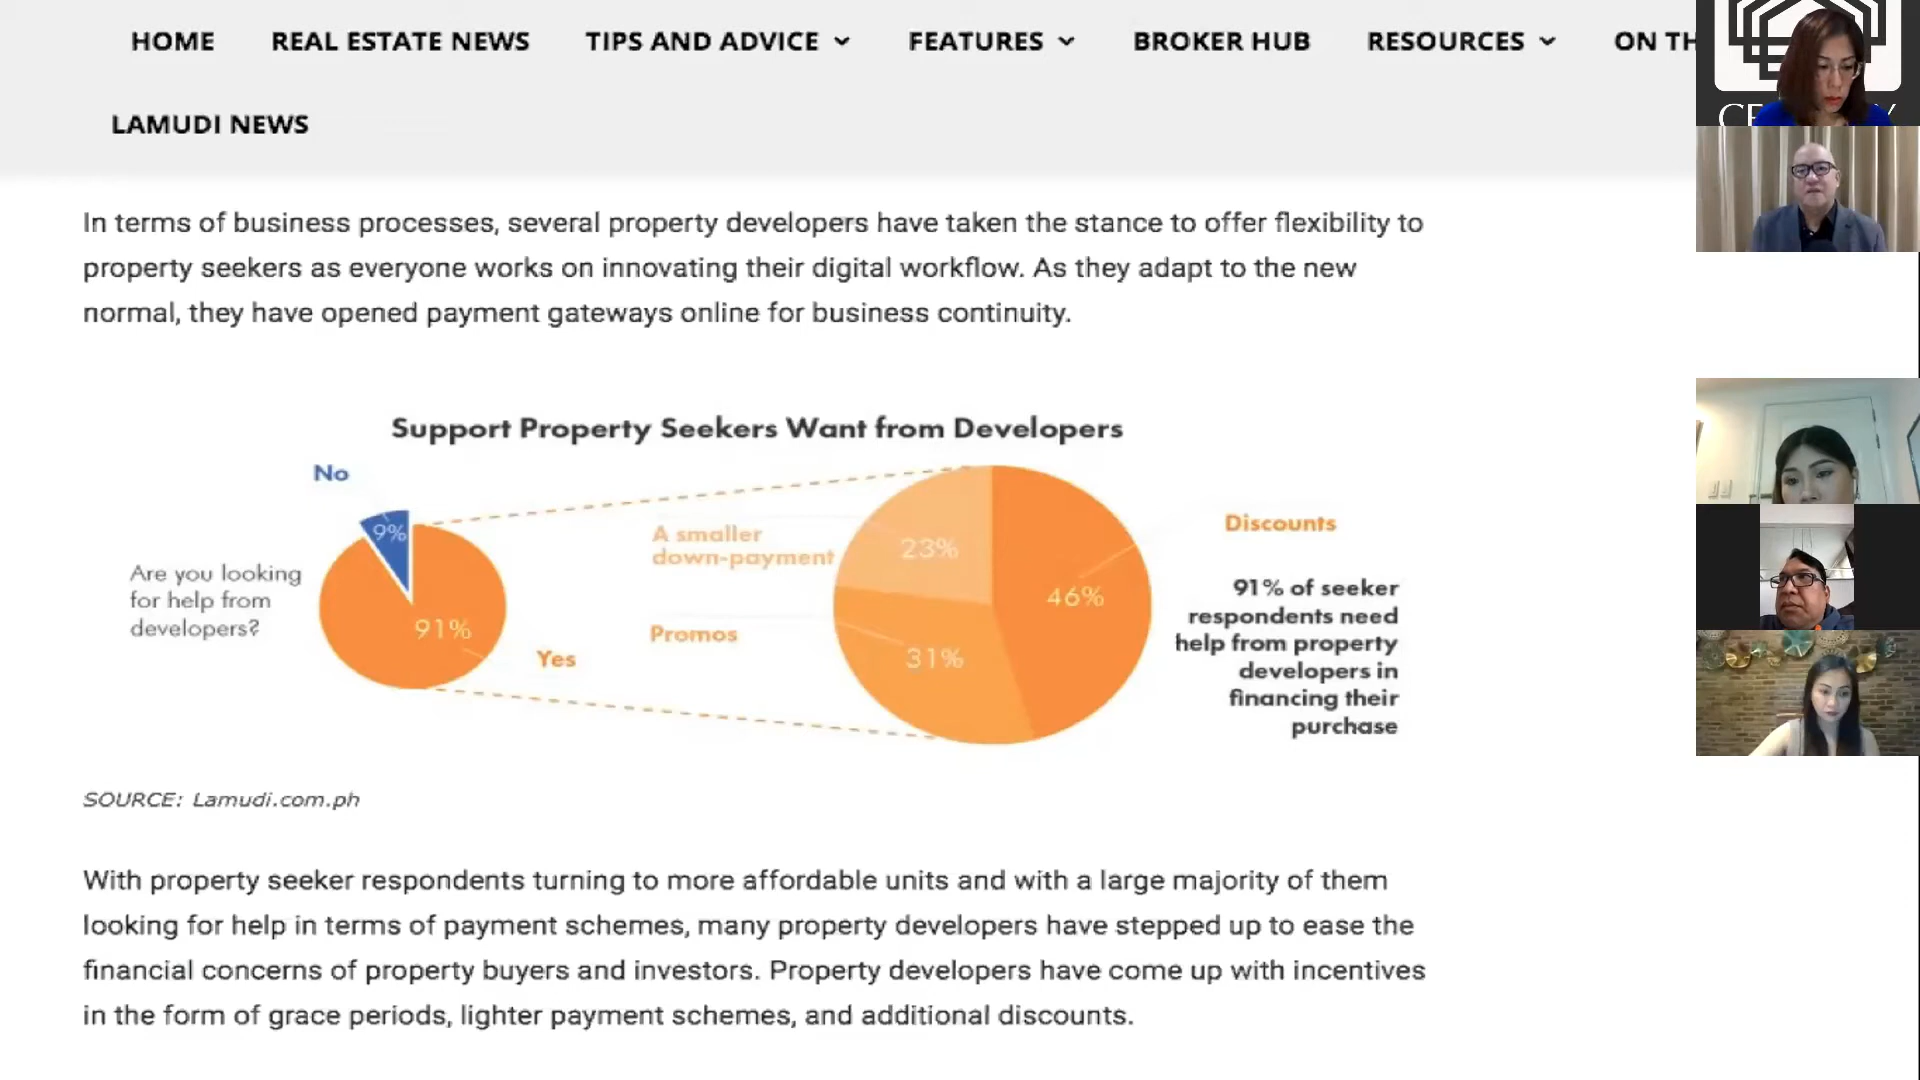 HOME REAL ESTATE NEWS TIPS AND ADVICE FEATURES BROKER HUB RESOURCES ON TH
LAMUDI NEWS
In terms of business processes, several property developers have taken the stance to offer flexibility to
property seekers as everyone works on innovating their digital workflow. As they adapt to the new
normal, they have opened payment gateways online for business continuity.
Support Property Seekers Want from Developers
No
9%
Are you looking
for help from
developers?
91%
Yes
A smaller
down-payment
23%
Promos
31%
46%
Discounts
91% of seeker
respondents need
help from property
developers in
financing their
purchase
SOURCE: Lamudi.com.ph
With property seeker respondents turning to more affordable units and with a large majority of them
looking for help in terms of payment schemes, many property developers have stepped up to ease the
financial concerns of property buyers and investors. Property developers have come up with incentives
in the form of grace periods, lighter payment schemes, and additional discounts.